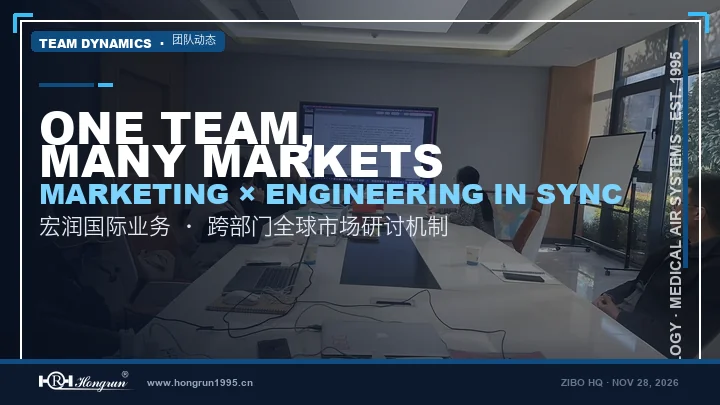 TEAM DYNAMICS · 团队动态
ONE TEAM,
MANY MARKETS
MARKETING × ENGINEERING IN SYNC
宏润国际业务 · 跨部门全球市场研讨机制
LOGY · MEDICAL AIR SYSTEMS · EST. 1995
HRH Hongrun®
www.hongrun1995.cn
ZIBO HQ · NOV 28, 2026